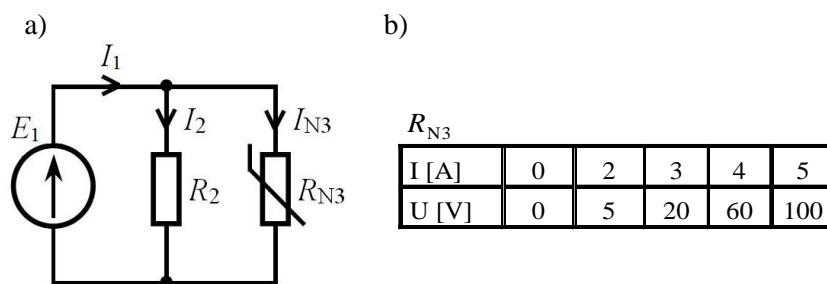 a)
b)
I1
E1
I2
IN3
R2
RN3
RN3
I [A] 0 2 3 4 5
U [V] 0 5 20 60 100